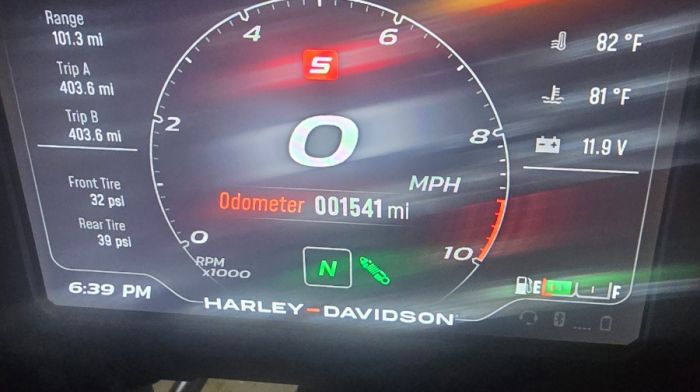 Range
101.3 mi
Trip A
403.6 mi
Trip B
403.6 mi
Front Tire
32 psi
Rear Tire
39 psi
6:39 PM
0
2
4
6
8
10
RPM
x1000
S
0
MPH
Odometer 001541 mi
N
HARLEY-DAVIDSON
82 °F
81 °F
11.9 V
E F